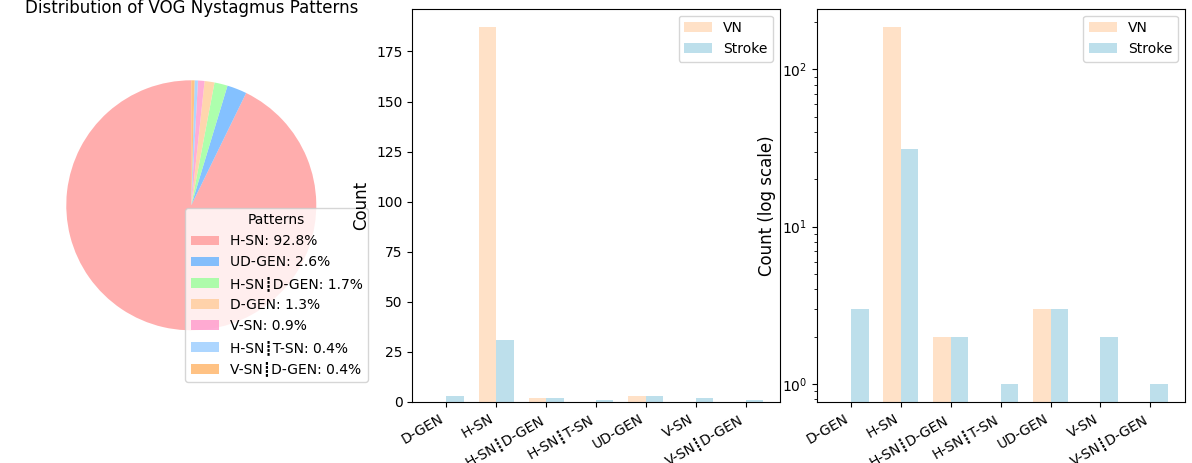 Distribution of VOG Nystagmus Patterns
Patterns
H-SN: 92.8%
UD-GEN: 2.6%
H-SN┋D-GEN: 1.7%
D-GEN: 1.3%
V-SN: 0.9%
H-SN┋T-SN: 0.4%
V-SN┋D-GEN: 0.4%
Count
175
150
125
100
75
50
25
0
VN
Stroke
D-GEN
H-SN
H-SN┋D-GEN
H-SN┋T-SN
UD-GEN
V-SN
V-SN┋D-GEN
Count (log scale)
10²
10¹
10⁰
VN
Stroke
D-GEN
H-SN
H-SN┋D-GEN
H-SN┋T-SN
UD-GEN
V-SN
V-SN┋D-GEN